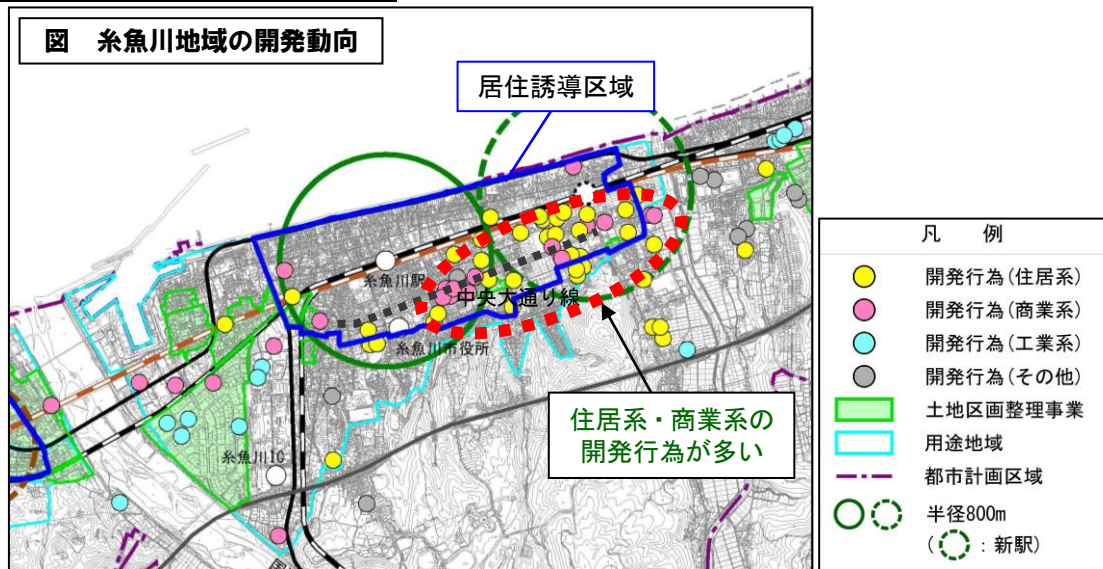 図 糸魚川地域の開発動向
居住誘導区域
糸魚川駅
中央大通り線
糸魚川市役所
住居系・商業系の
開発行為が多い
糸魚川IC
凡 例
開発行為(住居系)
開発行為(商業系)
開発行為(工業系)
開発行為(その他)
土地区画整理事業
用途地域
都市計画区域
半径800m
( : 新駅)